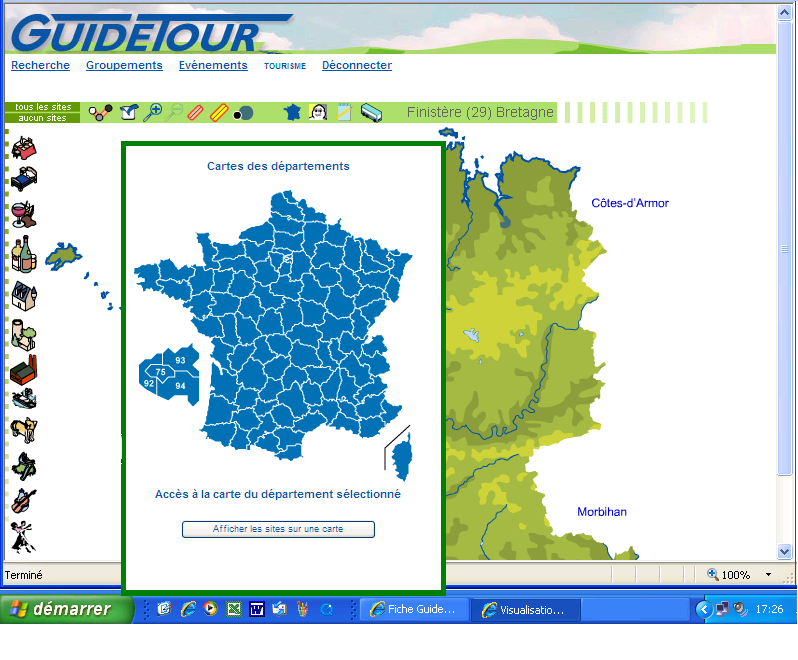 GUIDETOUR
Recherche Groupements Evènements TOURISME Déconnecter
tous les sites
aucun sites
Finistère (29) Bretagne
Cartes des départements
Côtes-d'Armor
93
75
92 94
Accès à la carte du département sélectionné
Morbihan
Afficher les sites sur une carte
Terminé
100%
démarrer
Fiche Guide...
Visualisatio...
17:26